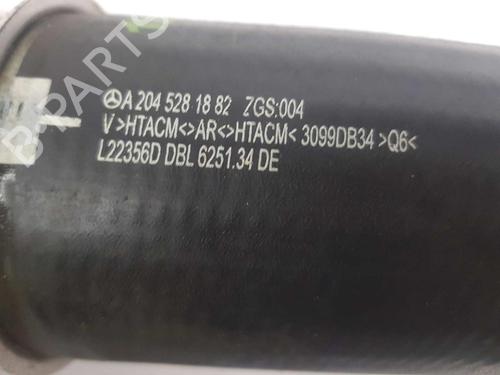 A 204 528 18 82 ZGS:004
V>HTACM<>AR<>HTACM< 3099DB34 >Q6<
L22356D DBL 6251.34 DE
B-PARTS